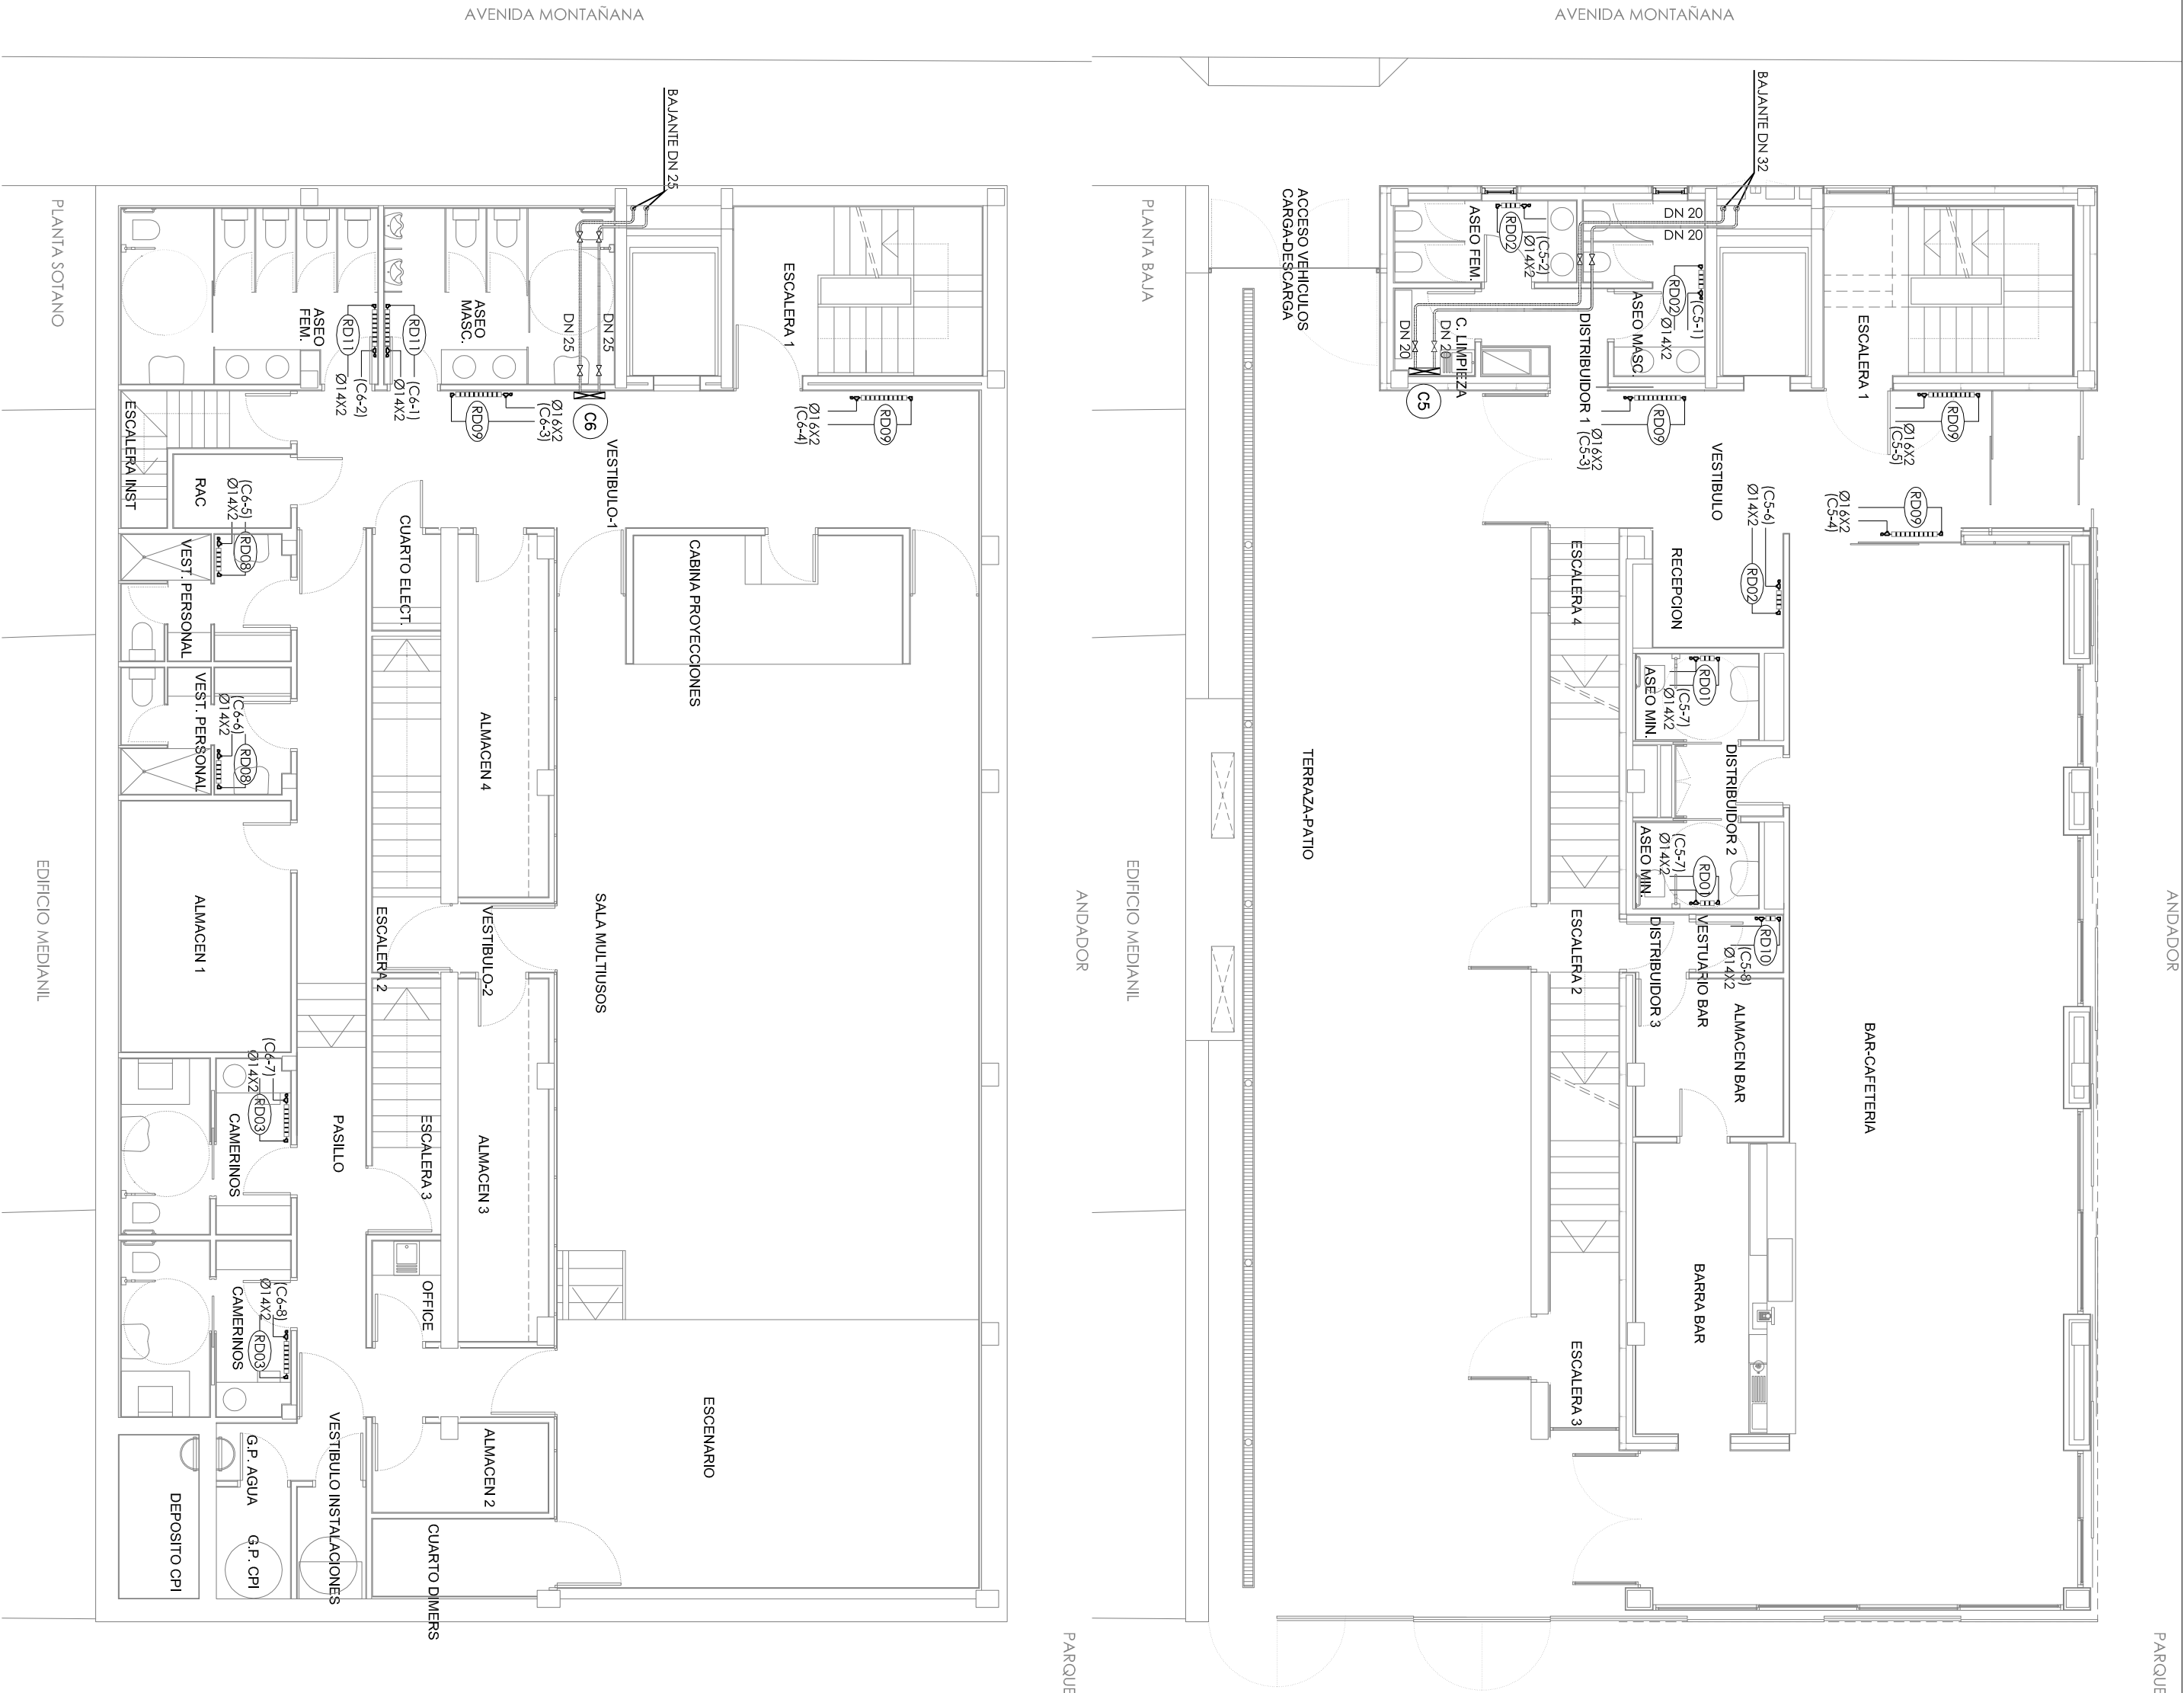 AVENIDA MONTAÑANA
BAJANTE DN 25
PLANTA SOTANO
ESCALERA 1
ASEO
FEM.
RD11
(C6-2)
Ø14X2
ASEO
MASC.
RD11
(C6-1)
Ø14X2
DN 25
DN 25
RD09
Ø16X2
(C6-3)
C6
Ø16X2
(C6-4)
RD09
VESTIBULO-1
ESCALERA INST
RAC
(C6-5)
Ø14X2
RD08
VEST. PERSONAL
CUARTO ELECT.
CABINA PROYECCIONES
VEST. PERSONAL
(C6-6)
Ø14X2
RD08
ALMACEN 4
EDIFICIO MEDIANIL
ALMACEN 1
ESCALERA 2
VESTIBULO-2
SALA MULTIUSOS
ANDADOR
(C6-7)
Ø14X2
RD03
CAMERINOS
PASILLO
ESCALERA 3
ALMACEN 3
(C6-8)
Ø14X2
RD03
CAMERINOS
OFFICE
ESCENARIO
VESTIBULO INSTALACIONES
G.P. AGUA
G.P. CPI
DEPOSITO CPI
ALMACEN 2
CUARTO DIMERS
PARQUE
AVENIDA MONTAÑANA
BAJANTE DN 32
PLANTA BAJA
ACCESO VEHICULOS
CARGA-DESCARGA
ASEO FEM.
RD02
(C5-2)
Ø14X2
DN 20
DN 20
RD02
(C5-1)
Ø14X2
ASEO MASC.
DISTRIBUIDOR 1
C. LIMPIEZA
DN 20
DN 20
C5
ESCALERA 1
RD09
Ø16X2
(C5-3)
RD09
Ø16X2
(C5-5)
VESTIBULO
RD09
Ø16X2
(C5-4)
(C5-6)
Ø14X2
RD02
RECEPCION
ESCALERA 4
RD01
(C5-7)
Ø14X2
ASEO MIN.
DISTRIBUIDOR 2
TERRAZA-PATIO
RD01
(C5-7)
Ø14X2
ASEO MIN.
EDIFICIO MEDIANIL
ANDADOR
ESCALERA 2
DISTRIBUIDOR 3
VESTUARIO BAR
RD10
(C5-8)
Ø14X2
ALMACEN BAR
BAR-CAFETERIA
BARRA BAR
ESCALERA 3
PARQUE